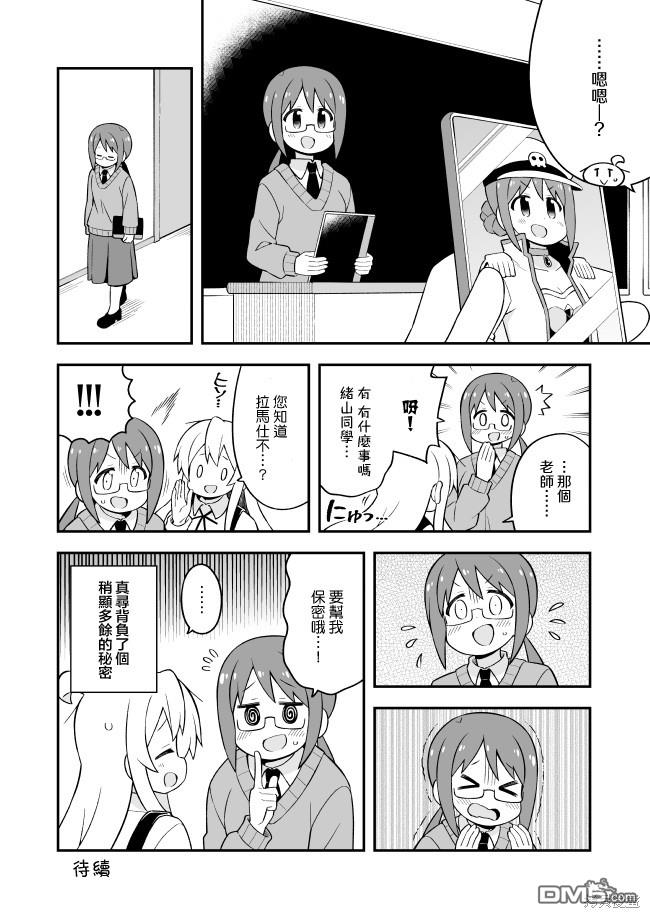 ……嗯嗯—？
…那個
老師……
呀！
有 有什麼事嗎
緒山同學…
にゅっ…
您知道
拉馬仕不…？
ヒソ…
!!!
要幫我
保密哦…！
……
真尋背負了個
稍顯多餘的秘密
待續